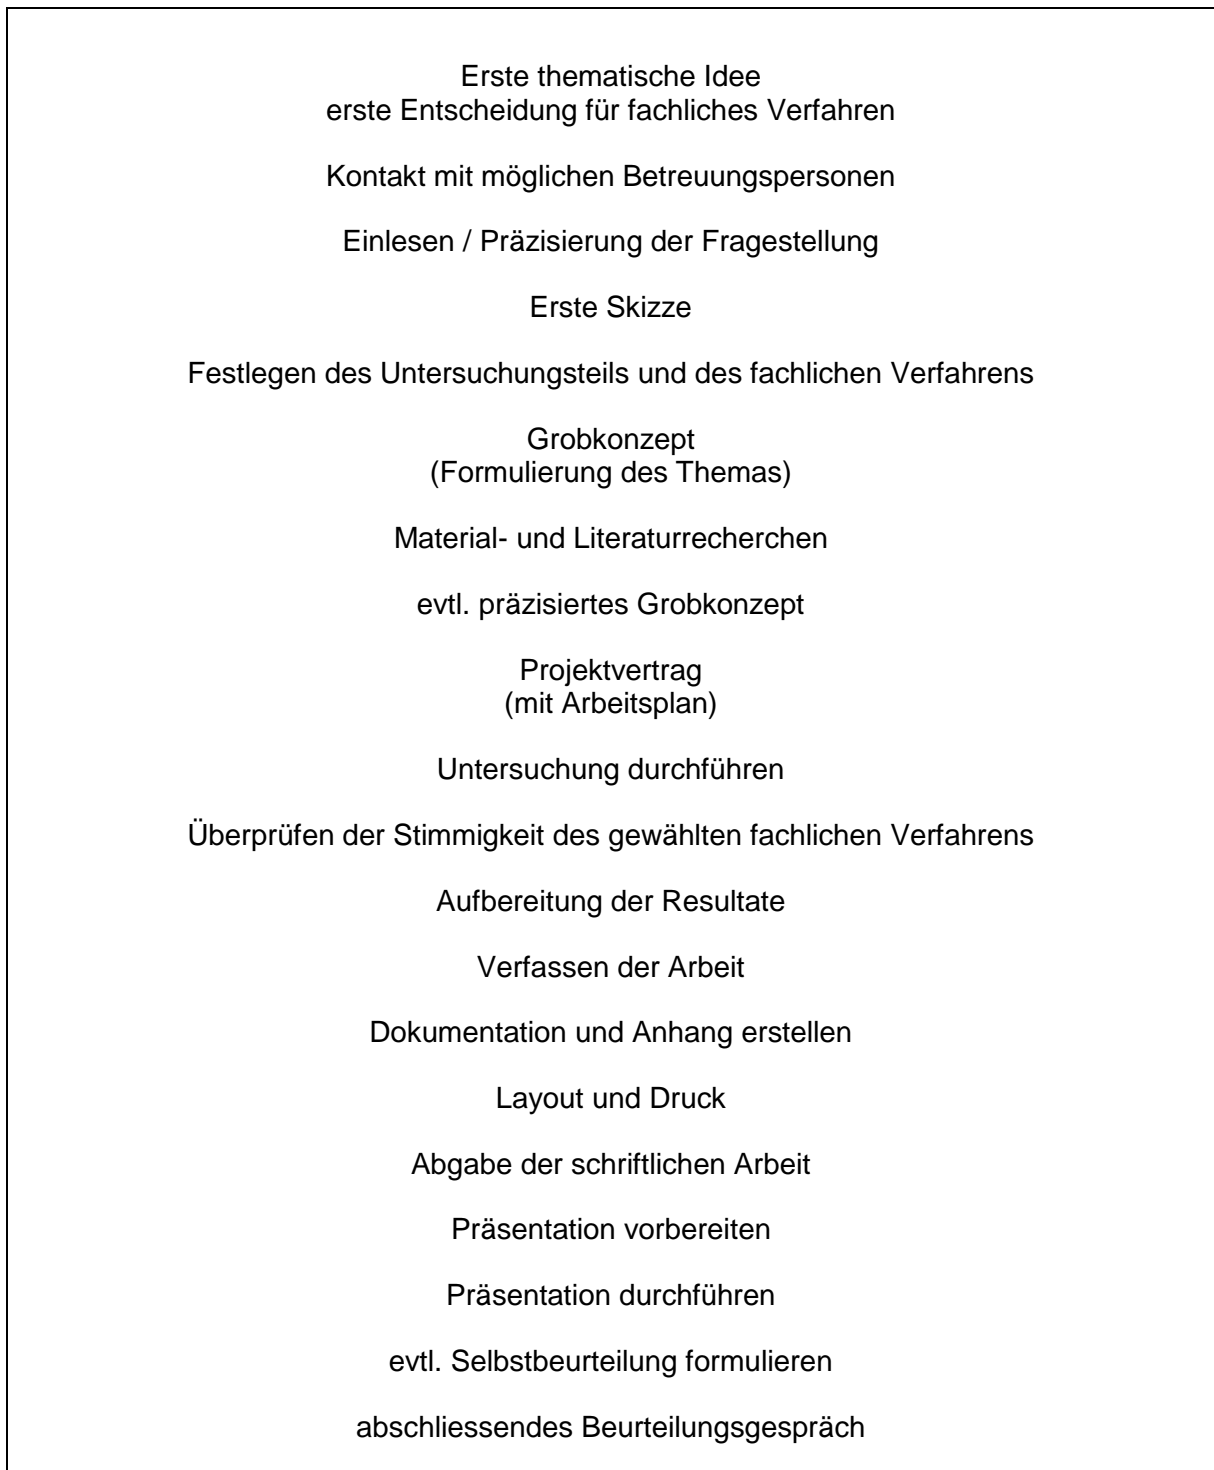 Erste thematische Idee
erste Entscheidung für fachliches Verfahren
Kontakt mit möglichen Betreuungspersonen
Einlesen / Präzisierung der Fragestellung
Erste Skizze
Festlegen des Untersuchungsteils und des fachlichen Verfahrens
Grobkonzept
(Formulierung des Themas)
Material- und Literaturrecherchen
evtl. präzisiertes Grobkonzept
Projektvertrag
(mit Arbeitsplan)
Untersuchung durchführen
Überprüfen der Stimmigkeit des gewählten fachlichen Verfahrens
Aufbereitung der Resultate
Verfassen der Arbeit
Dokumentation und Anhang erstellen
Layout und Druck
Abgabe der schriftlichen Arbeit
Präsentation vorbereiten
Präsentation durchführen
evtl. Selbstbeurteilung formulieren
abschliessendes Beurteilungsgespräch